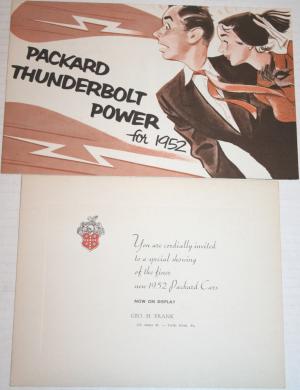 PACKARD
THUNDERBOLT
POWER
for 1952
You are cordially invited
to a special showing
of the finer
new 1952 Packard Cars
NOW ON DISPLAY
GEO. H. FRANK